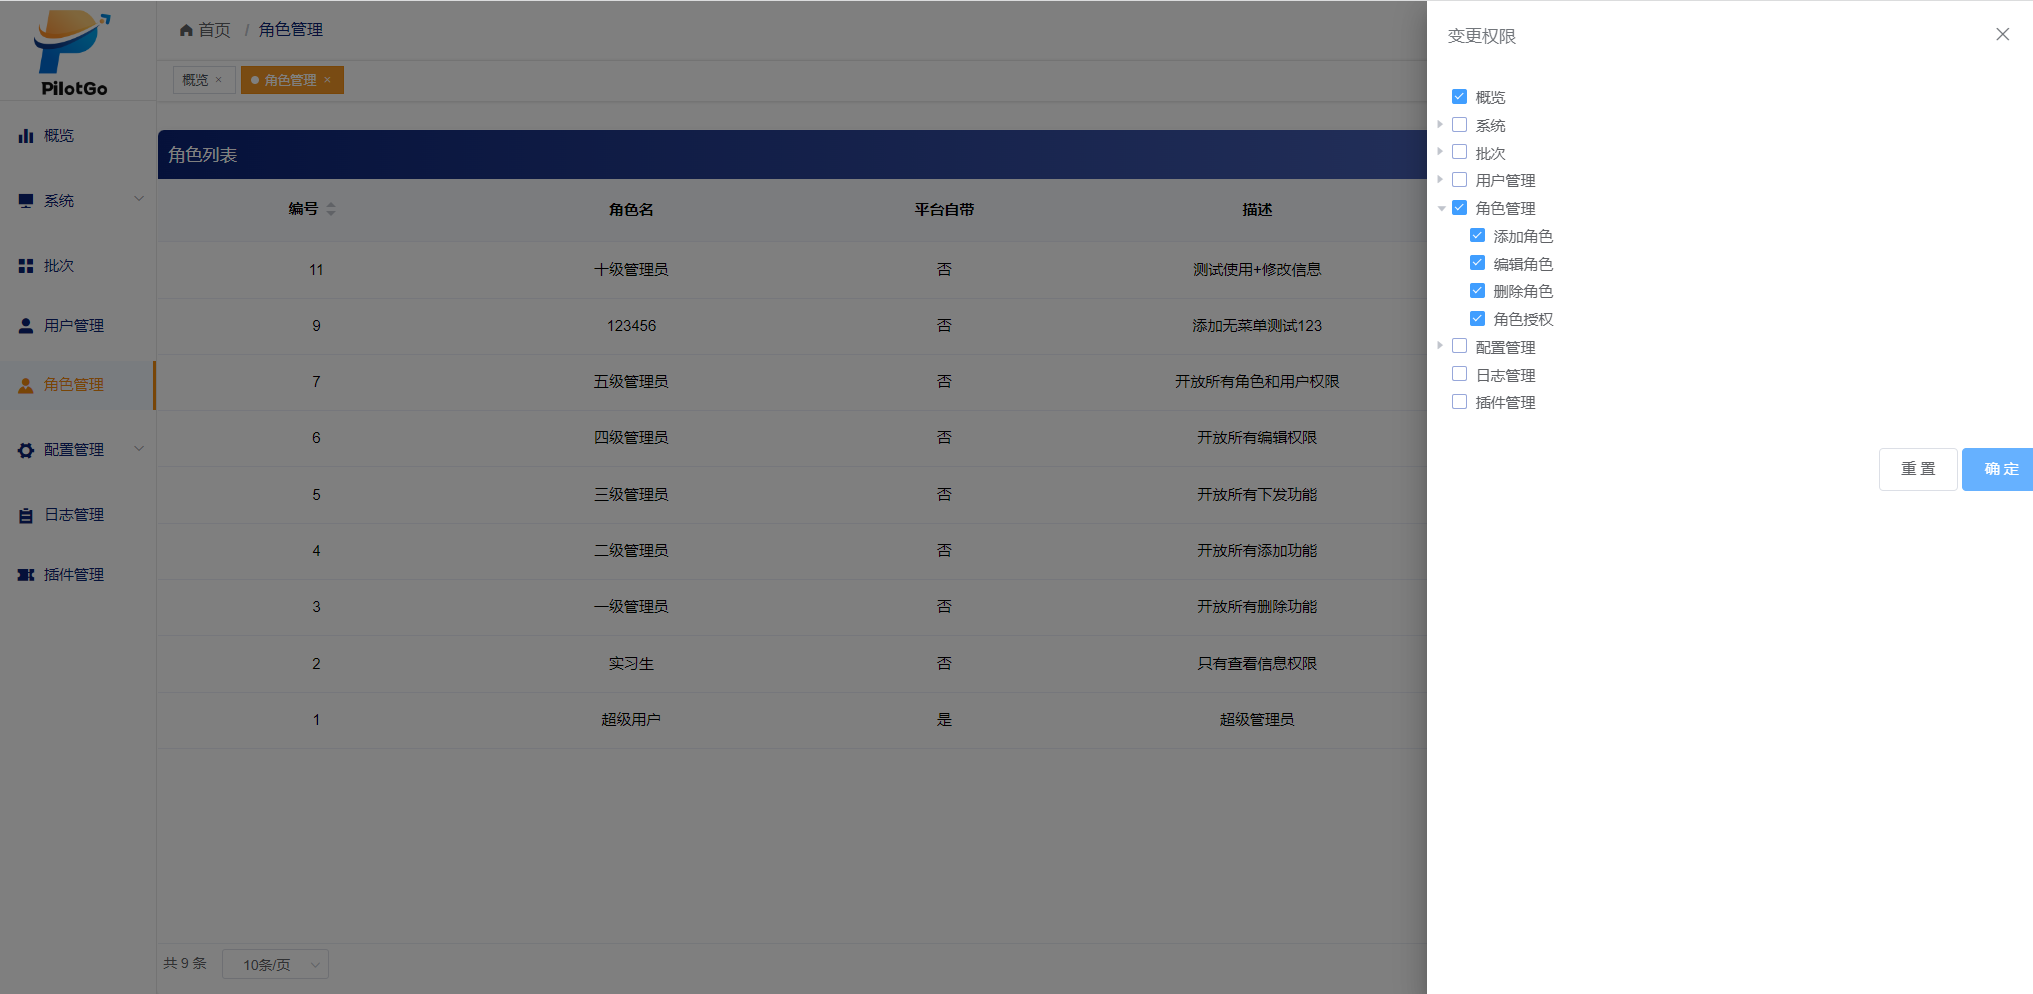 PilotGo
概览
系统
批次
用户管理
角色管理
配置管理
日志管理
插件管理
首页 / 角色管理
概览 × 角色管理 ×
角色列表
编号 角色名 平台自带 描述
11 十级管理员 否 测试使用+修改信息
9 123456 否 添加无菜单测试123
7 五级管理员 否 开放所有角色和用户权限
6 四级管理员 否 开放所有编辑权限
5 三级管理员 否 开放所有下发功能
4 二级管理员 否 开放所有添加功能
3 一级管理员 否 开放所有删除功能
2 实习生 否 只有查看信息权限
1 超级用户 是 超级管理员
共 9 条 10条/页
变更权限
概览
系统
批次
用户管理
角色管理
添加角色
编辑角色
删除角色
角色授权
配置管理
日志管理
插件管理
重 置 确 定